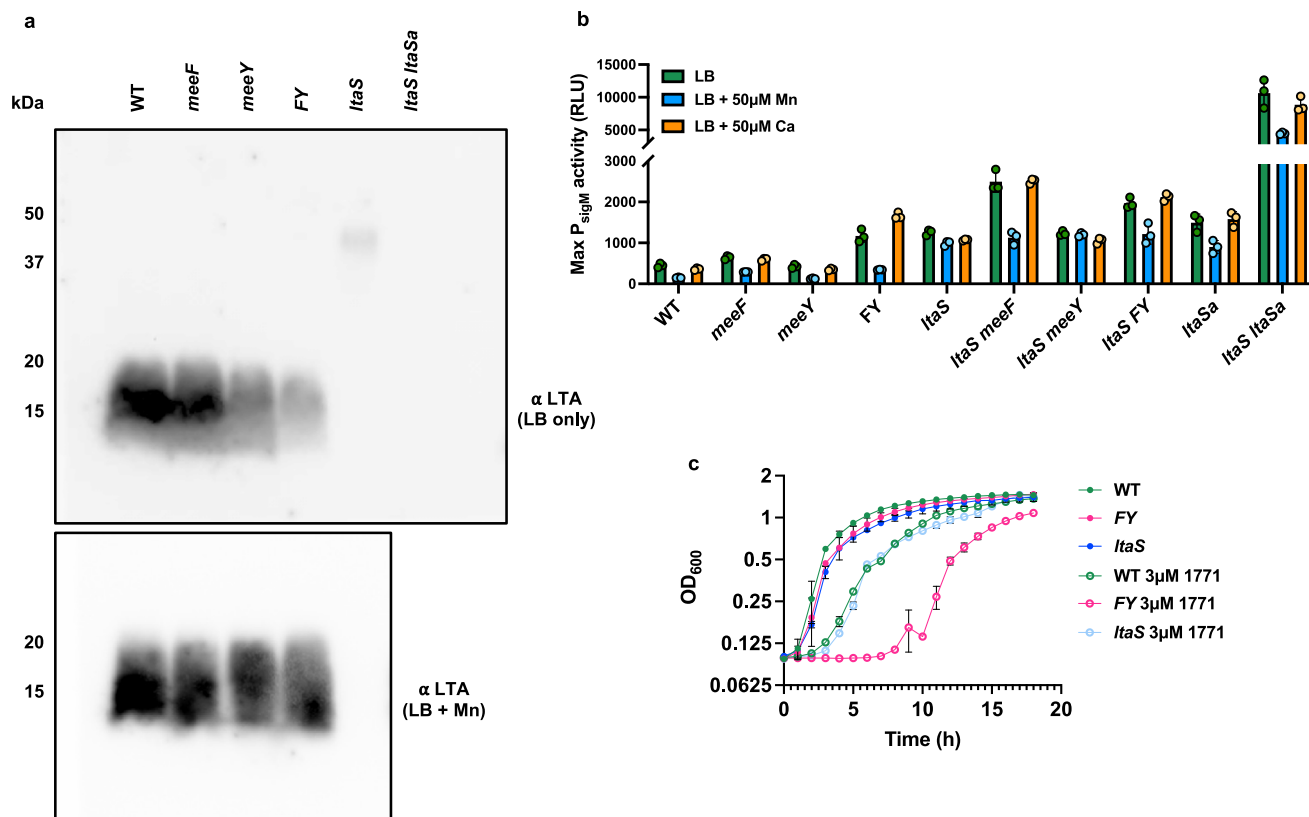 a
kDa
WT
meeF
meeY
FY
ltaS
ltaS ltaSa
50
37
20
15
α LTA
(LB only)
20
15
α LTA
(LB + Mn)
b
Max PsigM activity (RLU)
15000
10000
5000
3000
2000
1000
0
LB
LB + 50µM Mn
LB + 50µM Ca
WT
meeF
meeY
FY
ltaS
ltaS meeF
ltaS meeY
ltaS FY
ltaSa
ltaS ltaSa
c
OD600
2
1
0.5
0.25
0.125
0.0625
0
5
10
15
20
Time (h)
WT
FY
ltaS
WT 3µM 1771
FY 3µM 1771
ltaS 3µM 1771